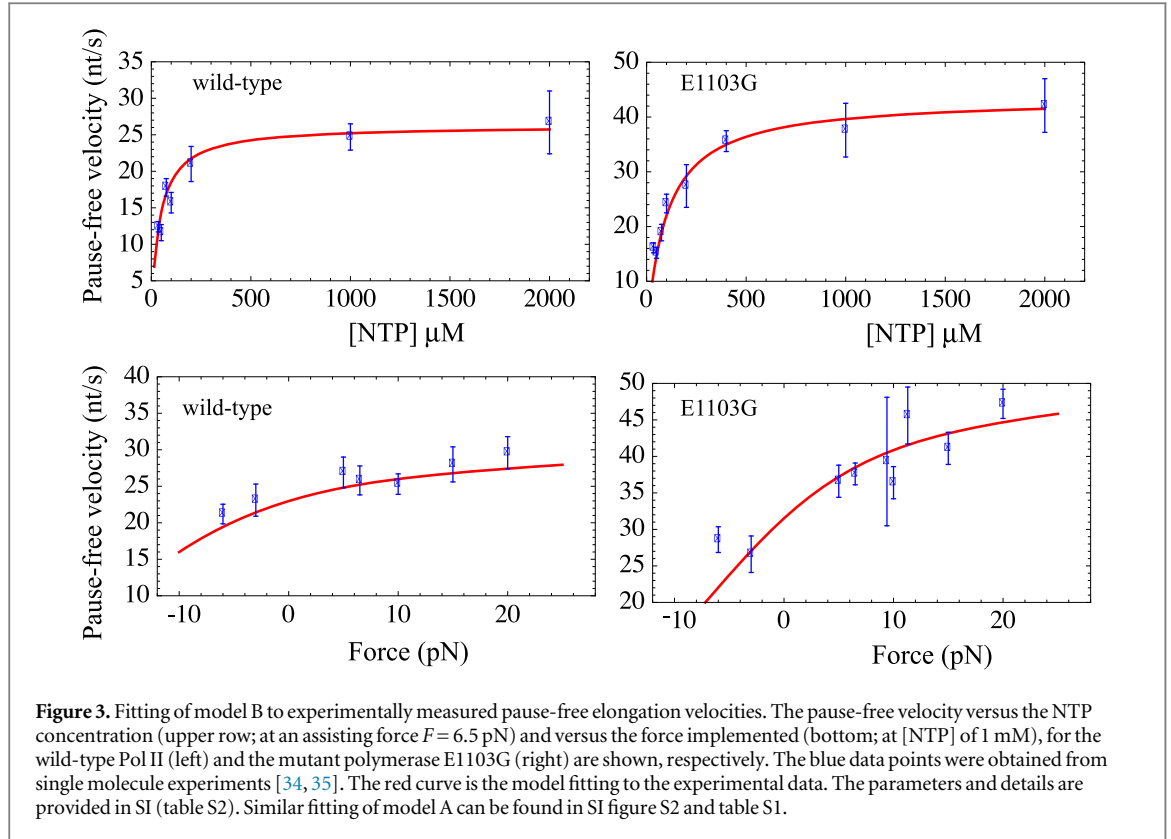 Pause-free velocity (nt/s)
35
30
25
20
15
10
5
wild-type
0
500
1000
1500
2000
[NTP] μM
50
40
30
20
10
E1103G
0
500
1000
1500
2000
[NTP] μM
Pause-free velocity (nt/s)
40
35
30
25
20
15
10
wild-type
-10
0
10
20
Force (pN)
50
45
40
35
30
25
20
E1103G
-10
0
10
20
Force (pN)
Figure 3. Fitting of model B to experimentally measured pause-free elongation velocities. The pause-free velocity versus the NTP
concentration (upper row; at an assisting force F = 6.5 pN) and versus the force implemented (bottom; at [NTP] of 1 mM), for the
wild-type Pol II (left) and the mutant polymerase E1103G (right) are shown, respectively. The blue data points were obtained from
single molecule experiments [34, 35]. The red curve is the model fitting to the experimental data. The parameters and details are
provided in SI (table S2). Similar fitting of model A can be found in SI figure S2 and table S1.